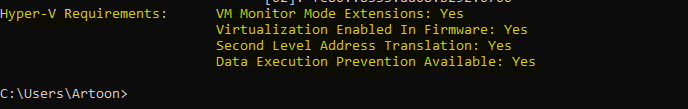 Hyper-V Requirements: VM Monitor Mode Extensions: Yes
Virtualization Enabled In Firmware: Yes
Second Level Address Translation: Yes
Data Execution Prevention Available: Yes
C:\Users\Artoon>